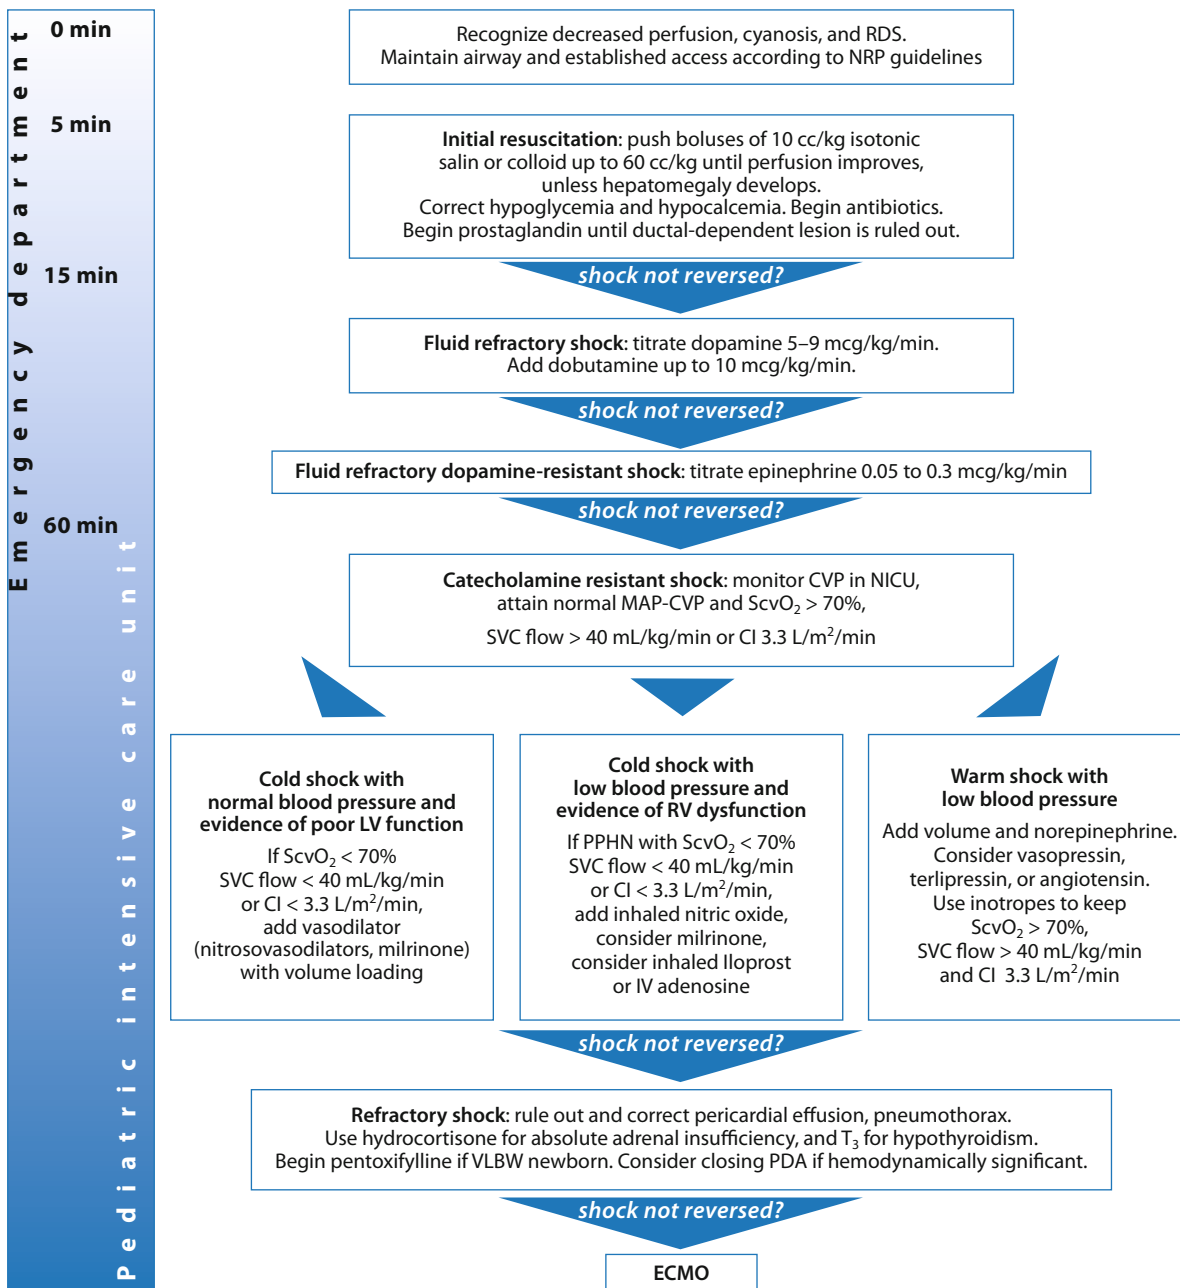 Emergency department
Pediatric intensive care unit
0 min
5 min
15 min
60 min
Recognize decreased perfusion, cyanosis, and RDS.
Maintain airway and established access according to NRP guidelines
Initial resuscitation: push boluses of 10 cc/kg isotonic
salin or colloid up to 60 cc/kg until perfusion improves,
unless hepatomegaly develops.
Correct hypoglycemia and hypocalcemia. Begin antibiotics.
Begin prostaglandin until ductal-dependent lesion is ruled out.
shock not reversed?
Fluid refractory shock: titrate dopamine 5–9 mcg/kg/min.
Add dobutamine up to 10 mcg/kg/min.
shock not reversed?
Fluid refractory dopamine-resistant shock: titrate epinephrine 0.05 to 0.3 mcg/kg/min
shock not reversed?
Catecholamine resistant shock: monitor CVP in NICU,
attain normal MAP-CVP and ScvO₂ > 70%,
SVC flow > 40 mL/kg/min or CI 3.3 L/m²/min
Cold shock with
normal blood pressure and
evidence of poor LV function
If ScvO₂ < 70%
SVC flow < 40 mL/kg/min
or CI < 3.3 L/m²/min,
add vasodilator
(nitrosovasodilators, milrinone)
with volume loading
Cold shock with
low blood pressure and
evidence of RV dysfunction
If PPHN with ScvO₂ < 70%
SVC flow < 40 mL/kg/min
or CI < 3.3 L/m²/min,
add inhaled nitric oxide,
consider milrinone,
consider inhaled Iloprost
or IV adenosine
Warm shock with
low blood pressure
Add volume and norepinephrine.
Consider vasopressin,
terlipressin, or angiotensin.
Use inotropes to keep
ScvO₂ > 70%,
SVC flow > 40 mL/kg/min
and CI 3.3 L/m²/min
shock not reversed?
Refractory shock: rule out and correct pericardial effusion, pneumothorax.
Use hydrocortisone for absolute adrenal insufficiency, and T₃ for hypothyroidism.
Begin pentoxifylline if VLBW newborn. Consider closing PDA if hemodynamically significant.
shock not reversed?
ECMO